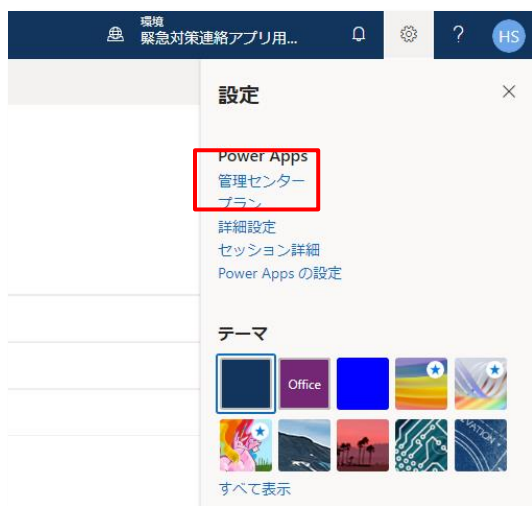 環境
緊急対策連絡アプリ用...
?
HS
設定
Power Apps
管理センター
プラン
詳細設定
セッション詳細
Power Apps の設定
テーマ
Office
VATION
すべて表示